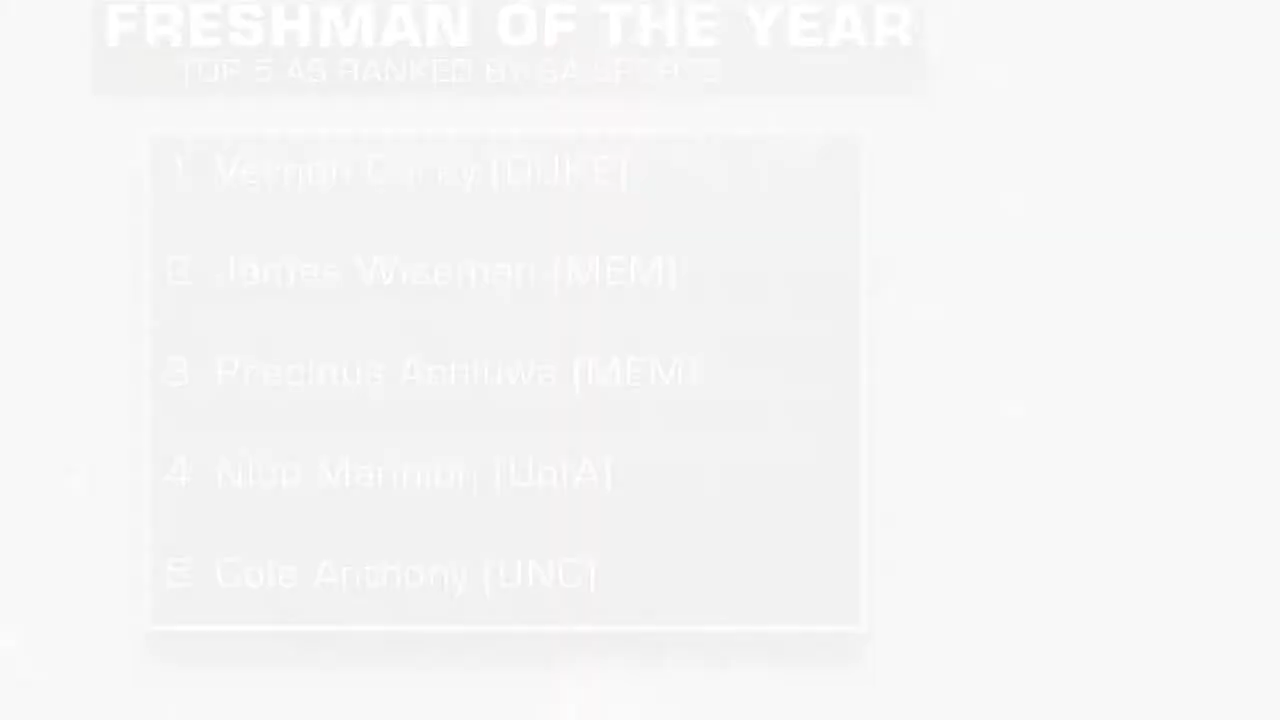 FRESHMAN OF THE YEAR
TOP 5 AS RANKED BY
1 Vernon Carey (DUKE)
2 James Wiseman (MEM)
3 Precious Achiuwa (MEM)
4 Nico Mannion (UofA)
5 Cole Anthony (UNC)